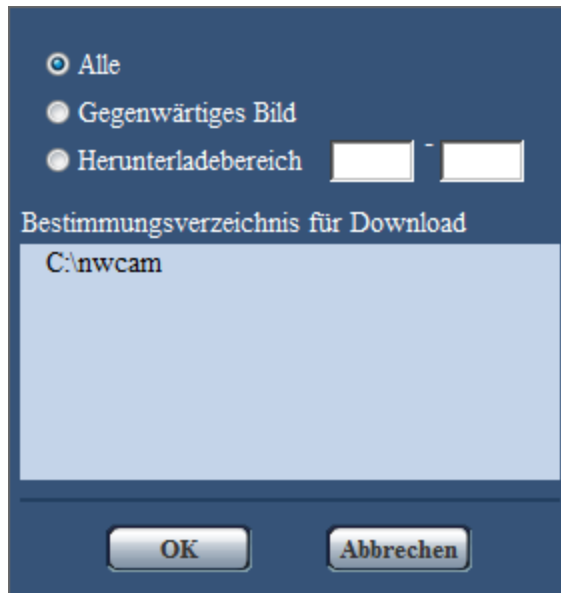 Alle
Gegenwärtiges Bild
Herunterladebereich -
Bestimmungsverzeichnis für Download
C:\nwcam
OK Abbrechen